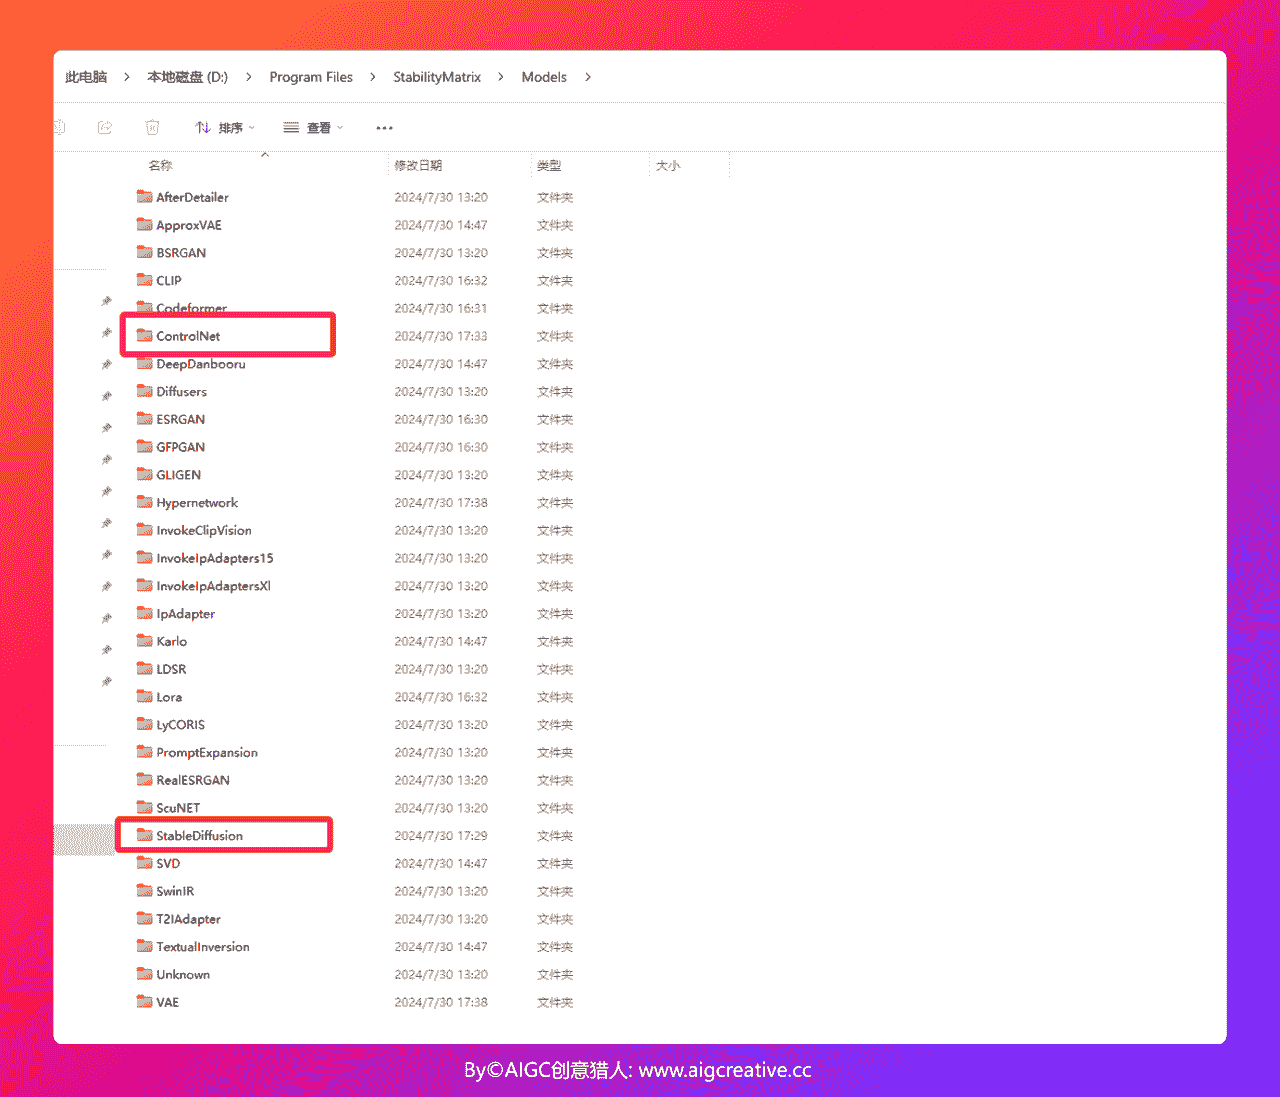 此电脑 > 本地磁盘 (D:) > Program Files > StabilityMatrix > Models >
排序 查看 •••
名称 修改日期 类型 大小
AfterDetailer 2024/7/30 13:20 文件夹
ApproxVAE 2024/7/30 14:47 文件夹
BSRGAN 2024/7/30 13:20 文件夹
CLIP 2024/7/30 16:32 文件夹
Codeformer 2024/7/30 16:31 文件夹
ControlNet 2024/7/30 17:33 文件夹
DeepDanbooru 2024/7/30 14:47 文件夹
Diffusers 2024/7/30 13:20 文件夹
ESRGAN 2024/7/30 16:30 文件夹
GFPGAN 2024/7/30 16:30 文件夹
GLIGEN 2024/7/30 13:20 文件夹
Hypernetwork 2024/7/30 17:38 文件夹
InvokeClipVision 2024/7/30 13:20 文件夹
InvokeIpAdapters15 2024/7/30 13:20 文件夹
InvokeIpAdaptersXl 2024/7/30 13:20 文件夹
IpAdapter 2024/7/30 13:20 文件夹
Karlo 2024/7/30 14:47 文件夹
LDSR 2024/7/30 13:20 文件夹
Lora 2024/7/30 16:32 文件夹
LyCORIS 2024/7/30 13:20 文件夹
PromptExpansion 2024/7/30 13:20 文件夹
RealESRGAN 2024/7/30 13:20 文件夹
ScuNET 2024/7/30 13:20 文件夹
StableDiffusion 2024/7/30 17:29 文件夹
SVD 2024/7/30 14:47 文件夹
SwinIR 2024/7/30 13:20 文件夹
T2IAdapter 2024/7/30 13:20 文件夹
TextualInversion 2024/7/30 14:47 文件夹
Unknown 2024/7/30 13:20 文件夹
VAE 2024/7/30 17:38 文件夹
By©AIGC创意猎人: www.aigcreative.cc